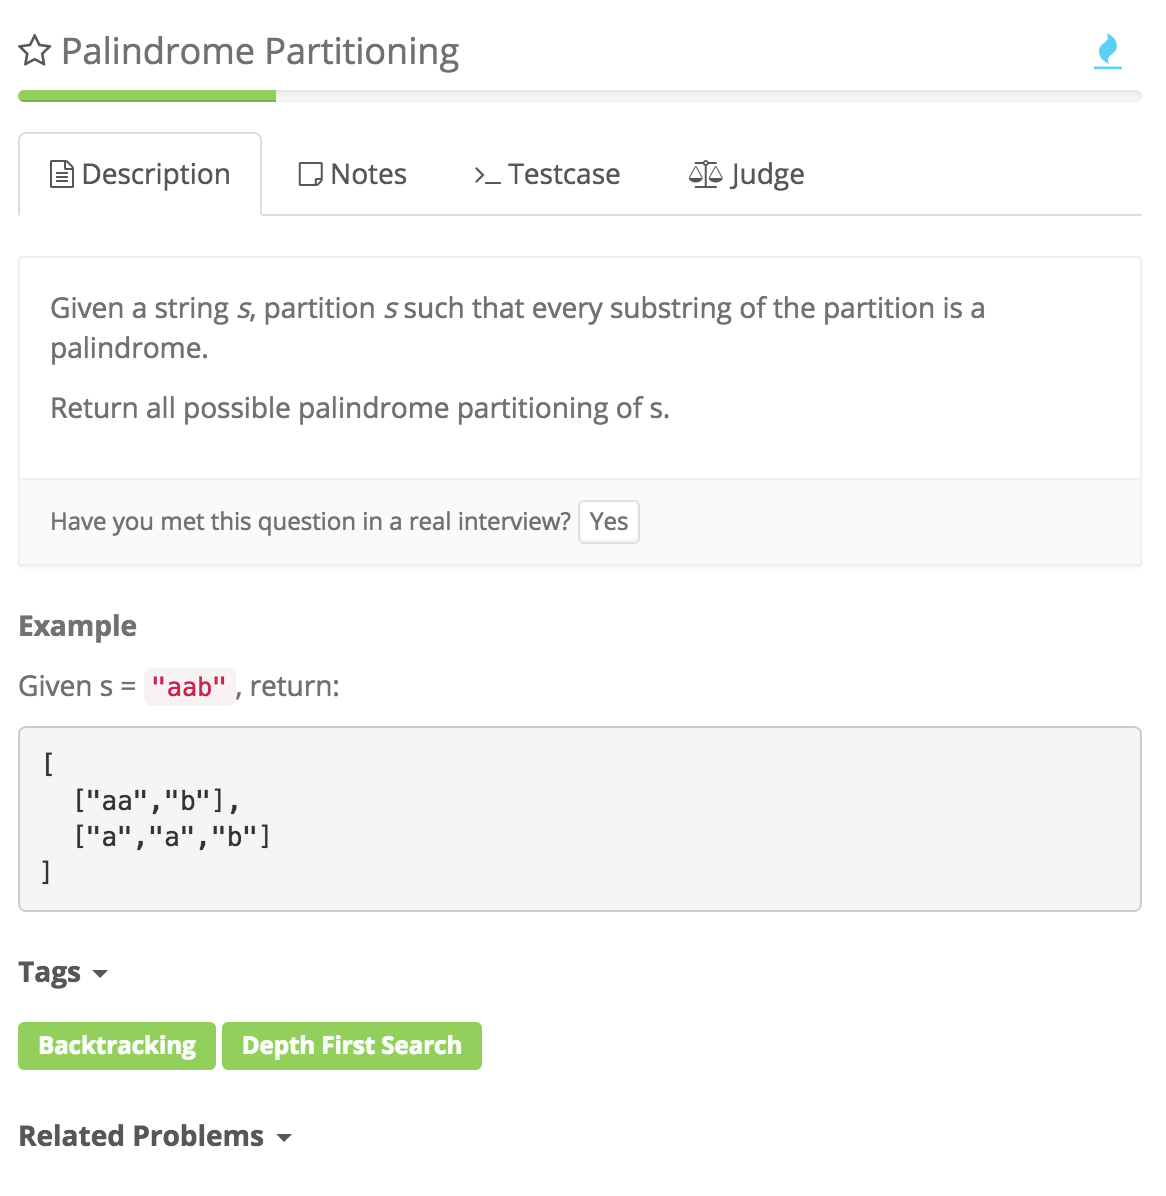 Palindrome Partitioning
Description Notes >_ Testcase Judge
Given a string s, partition s such that every substring of the partition is a
palindrome.
Return all possible palindrome partitioning of s.
Have you met this question in a real interview? Yes
Example
Given s = "aab", return:
[
  ["aa","b"],
  ["a","a","b"]
]
Tags
Backtracking Depth First Search
Related Problems